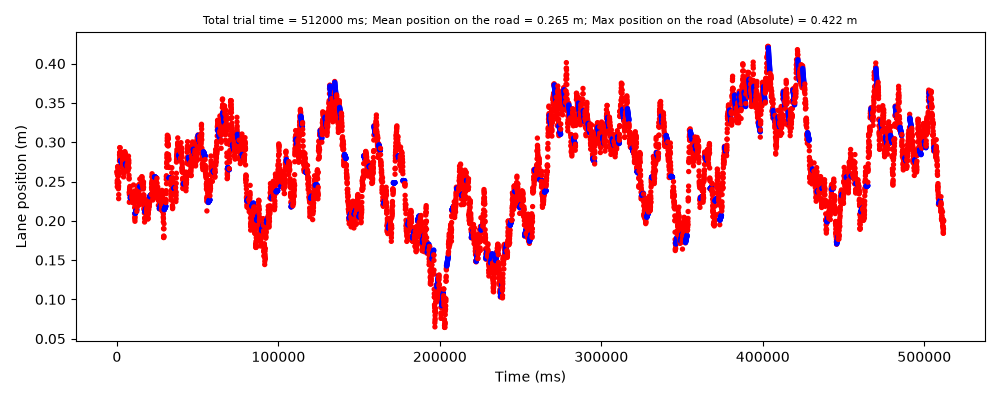 Total trial time = 512000 ms; Mean position on the road = 0.265 m; Max position on the road (Absolute) = 0.422 m
0.40
0.35
0.30
0.25
0.20
0.15
0.10
0.05
Lane position (m)
0 100000 200000 300000 400000 500000
Time (ms)